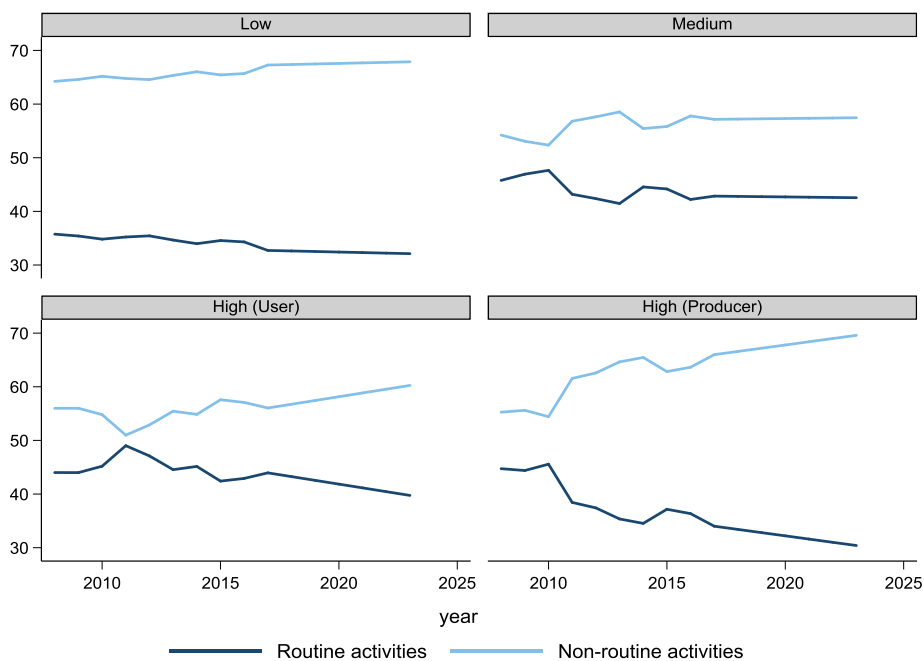 Low
Medium
70
60
50
40
30
High (User)
High (Producer)
70
60
50
40
30
2010 2015 2020 2025
2010 2015 2020 2025
year
Routine activities Non-routine activities